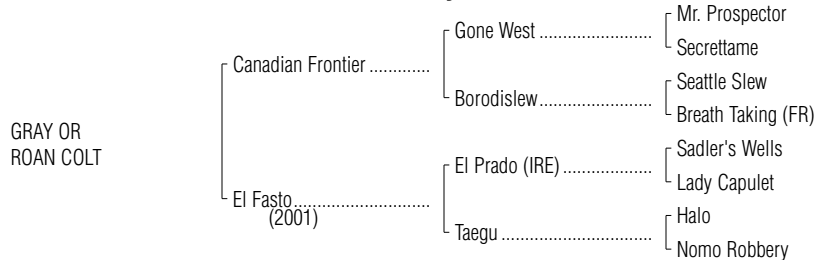 Mr. Prospector
Gone West ..........................
Secrettame
Canadian Frontier ..............
Seattle Slew
Borodislew..........................
Breath Taking (FR)
GRAY OR
ROAN COLT
Sadler's Wells
El Prado (IRE) .....................
Lady Capulet
El Fasto................................
(2001)
Halo
Taegu ...................................
Nomo Robbery